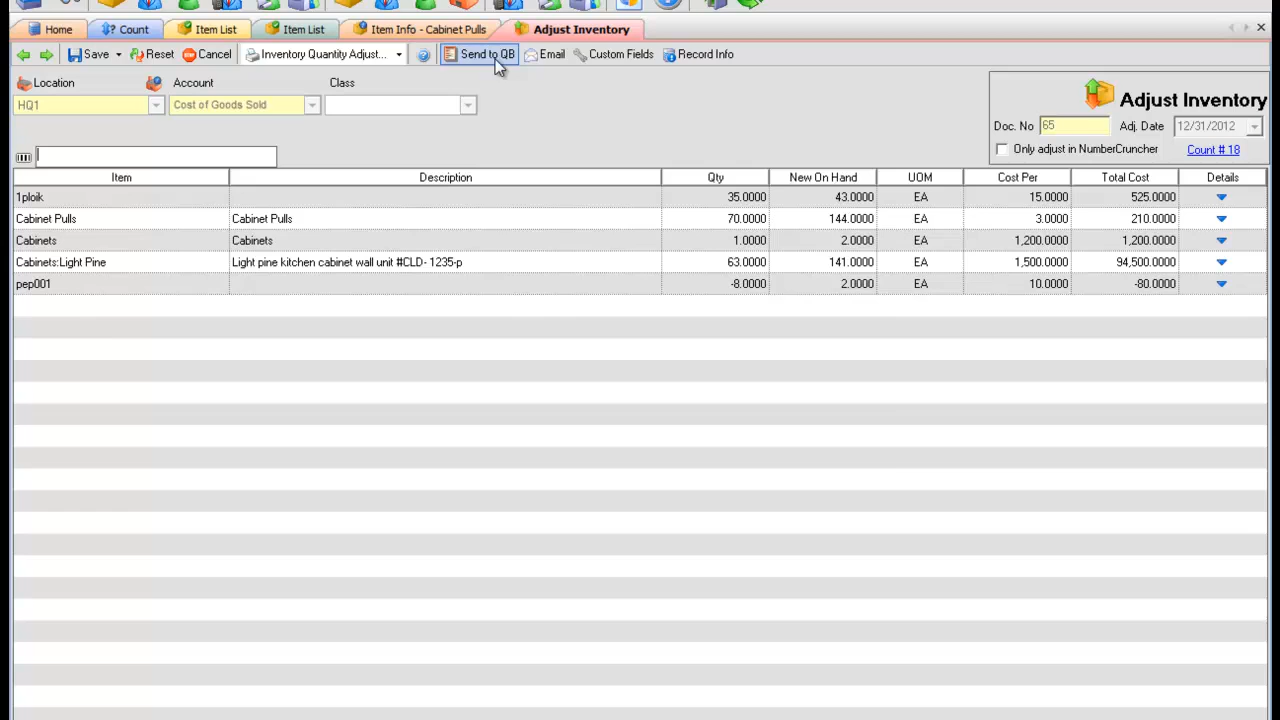 Home Count Item List Item List Item Info - Cabinet Pulls Adjust Inventory
Save Reset Cancel Inventory Quantity Adjust... Send to QB Email Custom Fields Record Info
Location Account Class
HQ1 Cost of Goods Sold
Adjust Inventory
Doc. No 65 Adj. Date 12/31/2012
Only adjust in NumberCruncher Count # 18
Item Description Qty New On Hand UOM Cost Per Total Cost Details
1ploik 35.0000 43.0000 EA 15.0000 525.0000
Cabinet Pulls Cabinet Pulls 70.0000 144.0000 EA 3.0000 210.0000
Cabinets Cabinets 1.0000 2.0000 EA 1,200.0000 1,200.0000
Cabinets:Light Pine Light pine kitchen cabinet wall unit #CLD- 1235-p 63.0000 141.0000 EA 1,500.0000 94,500.0000
pep001 -8.0000 2.0000 EA 10.0000 -80.0000